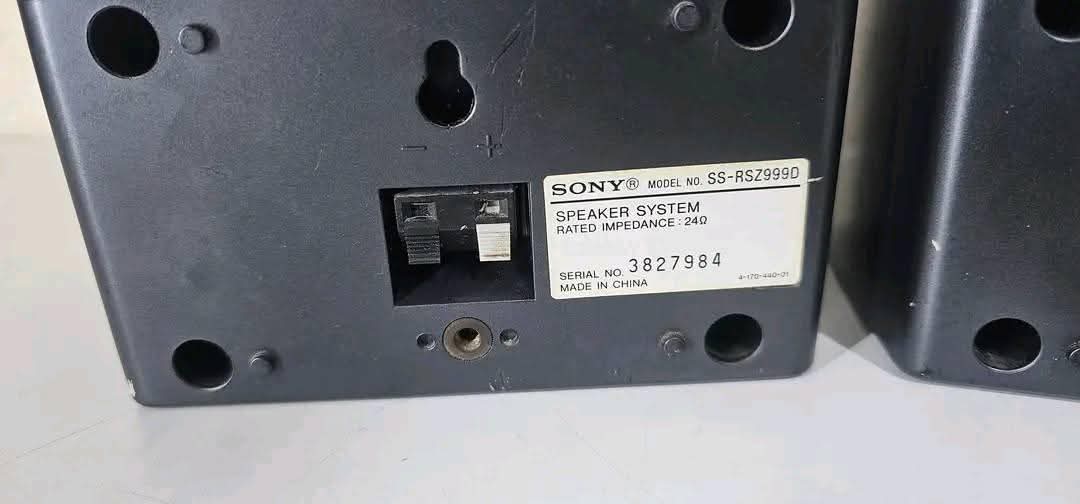 - +
SONY® MODEL NO. SS-RSZ999D
SPEAKER SYSTEM
RATED IMPEDANCE : 24Ω
SERIAL NO. 3827984
4-170-440-01
MADE IN CHINA